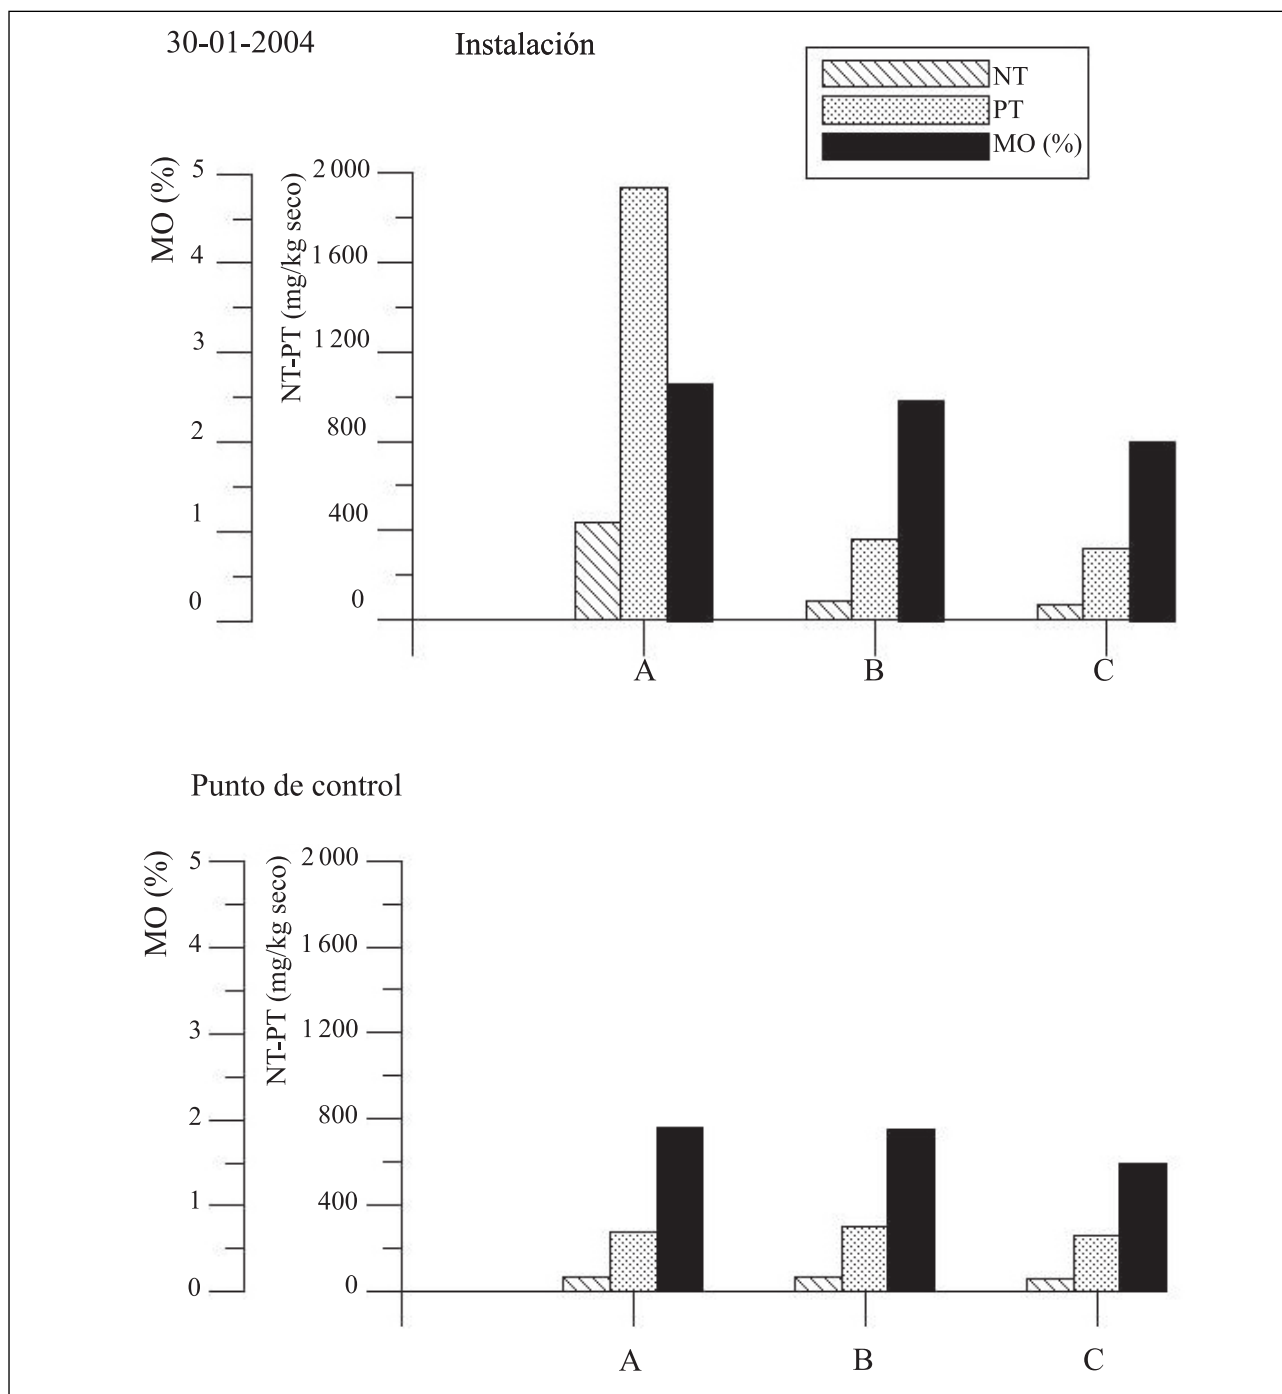 30-01-2004
Instalación
NT
PT
MO (%)
MO (%)
5
4
3
2
1
0
NT-PT (mg/kg seco)
2 000
1 600
1 200
800
400
0
A
B
C
Punto de control
MO (%)
5
4
3
2
1
0
NT-PT (mg/kg seco)
2 000
1 600
1 200
800
400
0
A
B
C